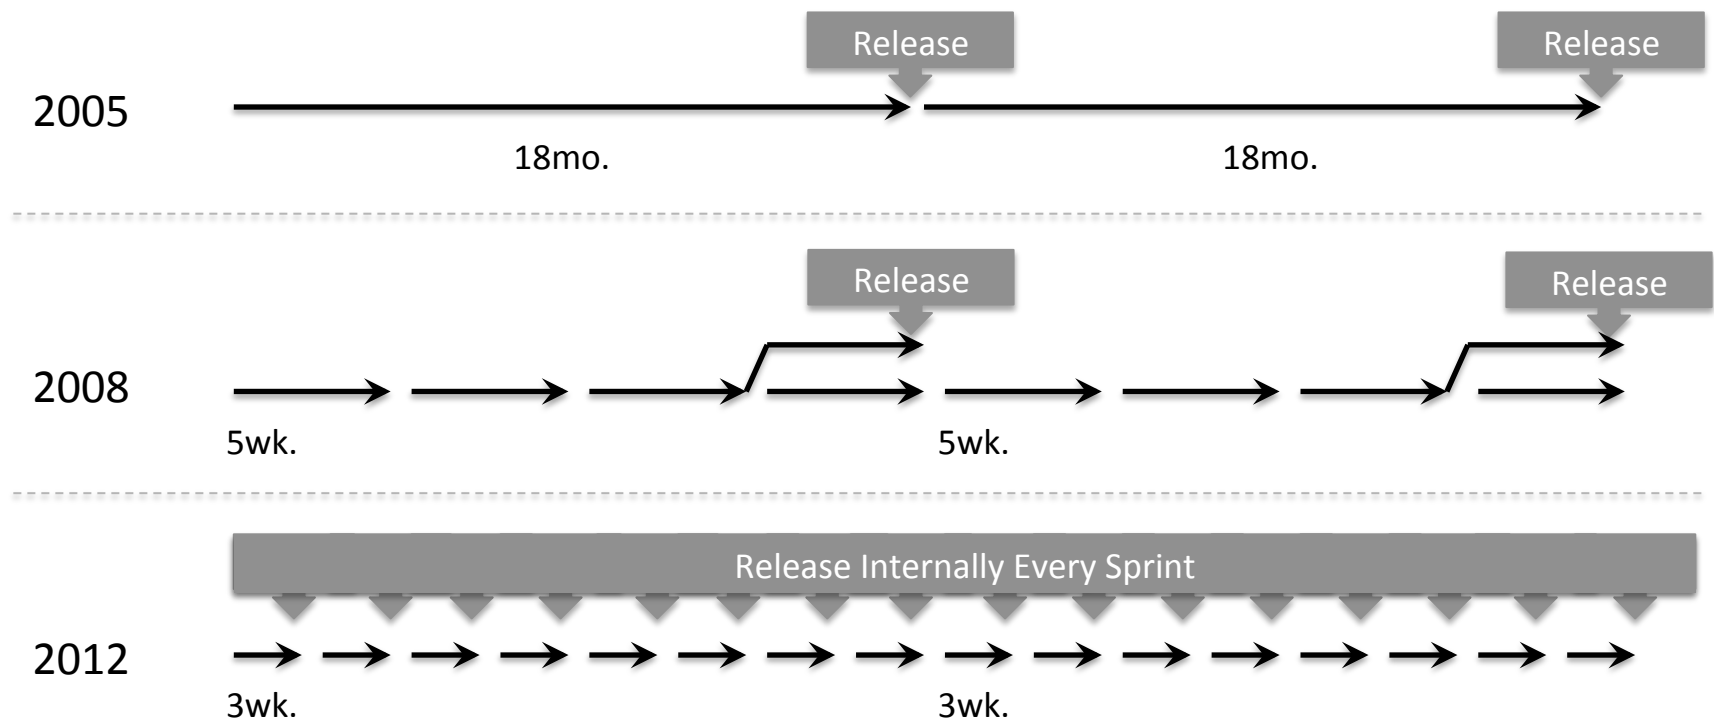 Release
Release
2005
18mo.
18mo.
Release
Release
2008
5wk.
5wk.
Release Internally Every Sprint
2012
3wk.
3wk.